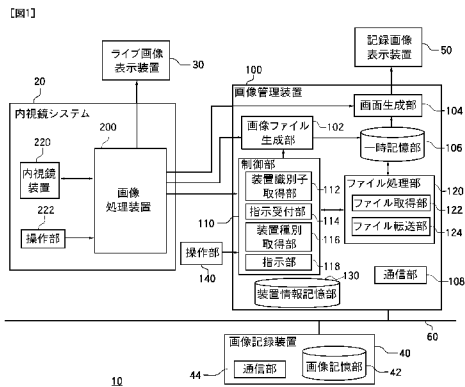 [図1]
ライブ画像
表示装置
30
記録画像
表示装置
50
20
内視鏡システム
200
画像
処理装置
220
内視鏡
装置
222
操作部
100
画像管理装置
画像ファイル
生成部
102
画面生成部
104
一時記憶部
106
制御部
110
装置識別子
取得部
112
指示受付部
114
装置種別
取得部
116
指示部
118
ファイル処理部
120
ファイル取得部
122
ファイル転送部
124
操作部
140
130
装置情報記憶部
通信部
108
60
画像記録装置
40
44
通信部
画像記憶部
42
10